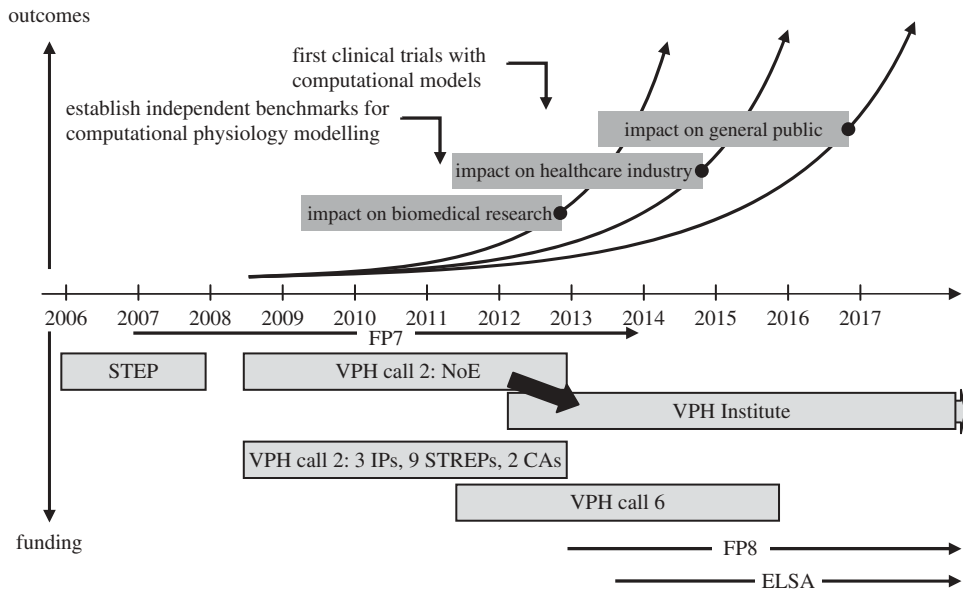 outcomes
first clinical trials with
computational models
establish independent benchmarks for
computational physiology modelling
impact on general public
impact on healthcare industry
impact on biomedical research
2006 2007 2008 2009 2010 2011 2012 2013 2014 2015 2016 2017
FP7
STEP
VPH call 2: NoE
VPH Institute
VPH call 2: 3 IPs, 9 STREPs, 2 CAs
VPH call 6
funding
FP8
ELSA